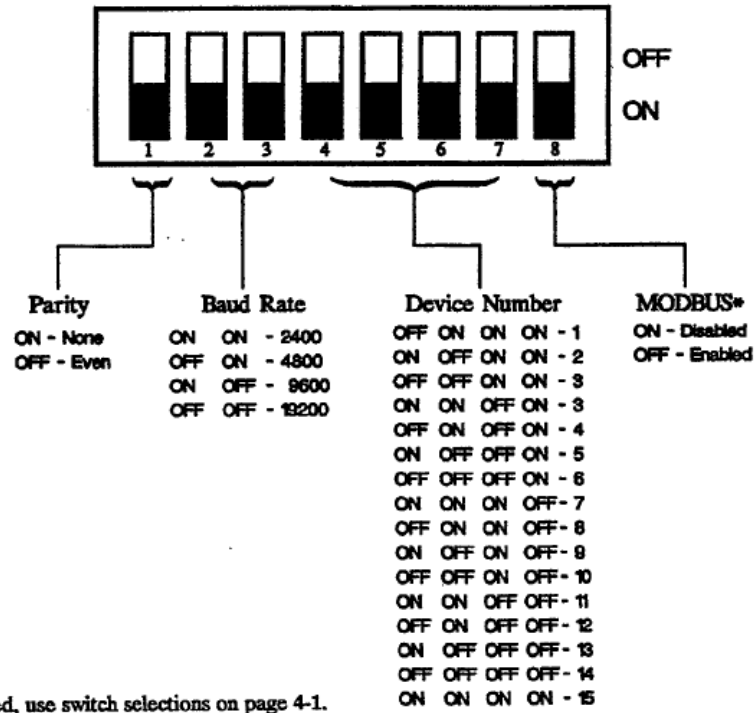 OFF
ON
1 2 3 4 5 6 7 8
Parity
ON - None
OFF - Even
Baud Rate
ON ON - 2400
OFF ON - 4800
ON OFF - 9600
OFF OFF - 19200
Device Number
OFF ON ON ON - 1
ON OFF ON ON - 2
OFF OFF ON ON - 3
ON ON OFF ON - 3
OFF ON OFF ON - 4
ON OFF OFF ON - 5
OFF OFF OFF ON - 6
ON ON ON OFF - 7
OFF ON ON OFF - 8
ON OFF ON OFF - 9
OFF OFF ON OFF - 10
ON ON OFF OFF - 11
OFF ON OFF OFF - 12
ON OFF OFF OFF - 13
OFF OFF OFF OFF - 14
ON ON ON ON - 15
MODBUS*
ON - Disabled
OFF - Enabled
ed, use switch selections on page 4-1.